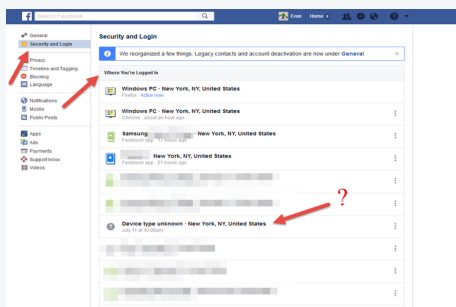 f Search Facebook
Evan Home
General
Security and Login
Privacy
Timeline and Tagging
Blocking
Language
Notifications
Mobile
Public Posts
Apps
Ads
Payments
Support Inbox
Videos
Security and Login
We reorganized a few things. Legacy contacts and account deactivation are now under General.
Where You're Logged In
Windows PC · New York, NY, United States
Firefox · Active now
Windows PC · New York, NY, United States
Chrome · about an hour ago
Samsung · New York, NY, United States
Facebook app · 11 hours ago
New York, NY, United States
Facebook app · 21 hours ago
?
Device type unknown · New York, NY, United States
July 11 at 10:00am